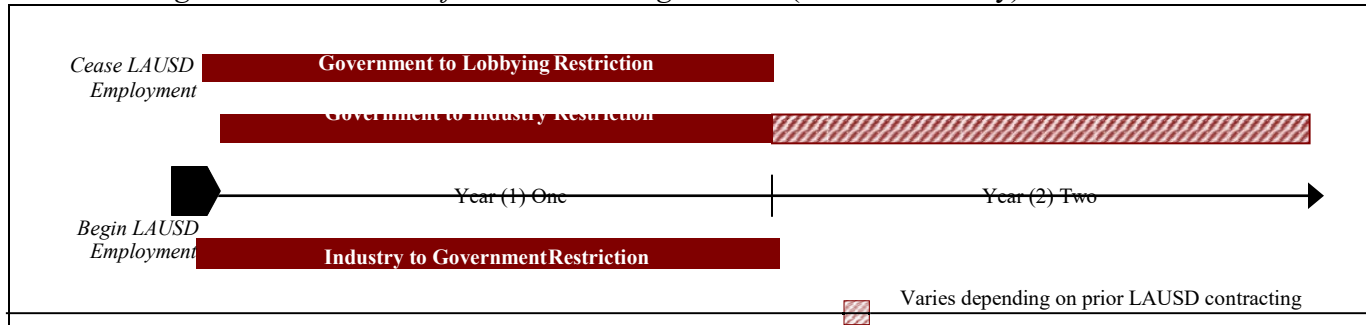 Cease LAUSD
Employment
Government to Lobbying Restriction
Government to Industry Restriction
Year (1) One
Year (2) Two
Begin LAUSD
Employment
Industry to GovernmentRestriction
Varies depending on prior LAUSD contracting